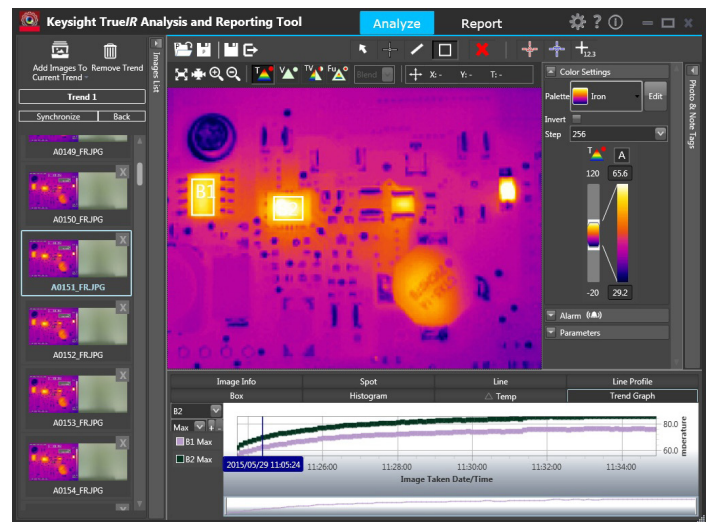 Keysight TrueIR Analysis and Reporting Tool
Analyze
Report
?
Add Images To
Current Trend
Remove Trend
Trend 1
Synchronize
Back
A0149_FR.JPG
X
A0150_FR.JPG
X
A0151_FR.JPG
X
A0152_FR.JPG
X
A0153_FR.JPG
X
A0154_FR.JPG
Images List
12.3
T
V
TV
Fu
Blend
X: -
Y: -
T: -
B1
Color Settings
Palette
Iron
Edit
Invert
Step
256
T
A
120
65.6
-20
29.2
Alarm
Parameters
Photo & Note Tags
Image Info
Spot
Line
Line Profile
Box
Histogram
Temp
Trend Graph
B2
Max
B1 Max
B2 Max
80.0
60.0
mperature
2015/05/29 11:05:24
11:26:00
11:28:00
11:30:00
11:32:00
11:34:00
Image Taken Date/Time